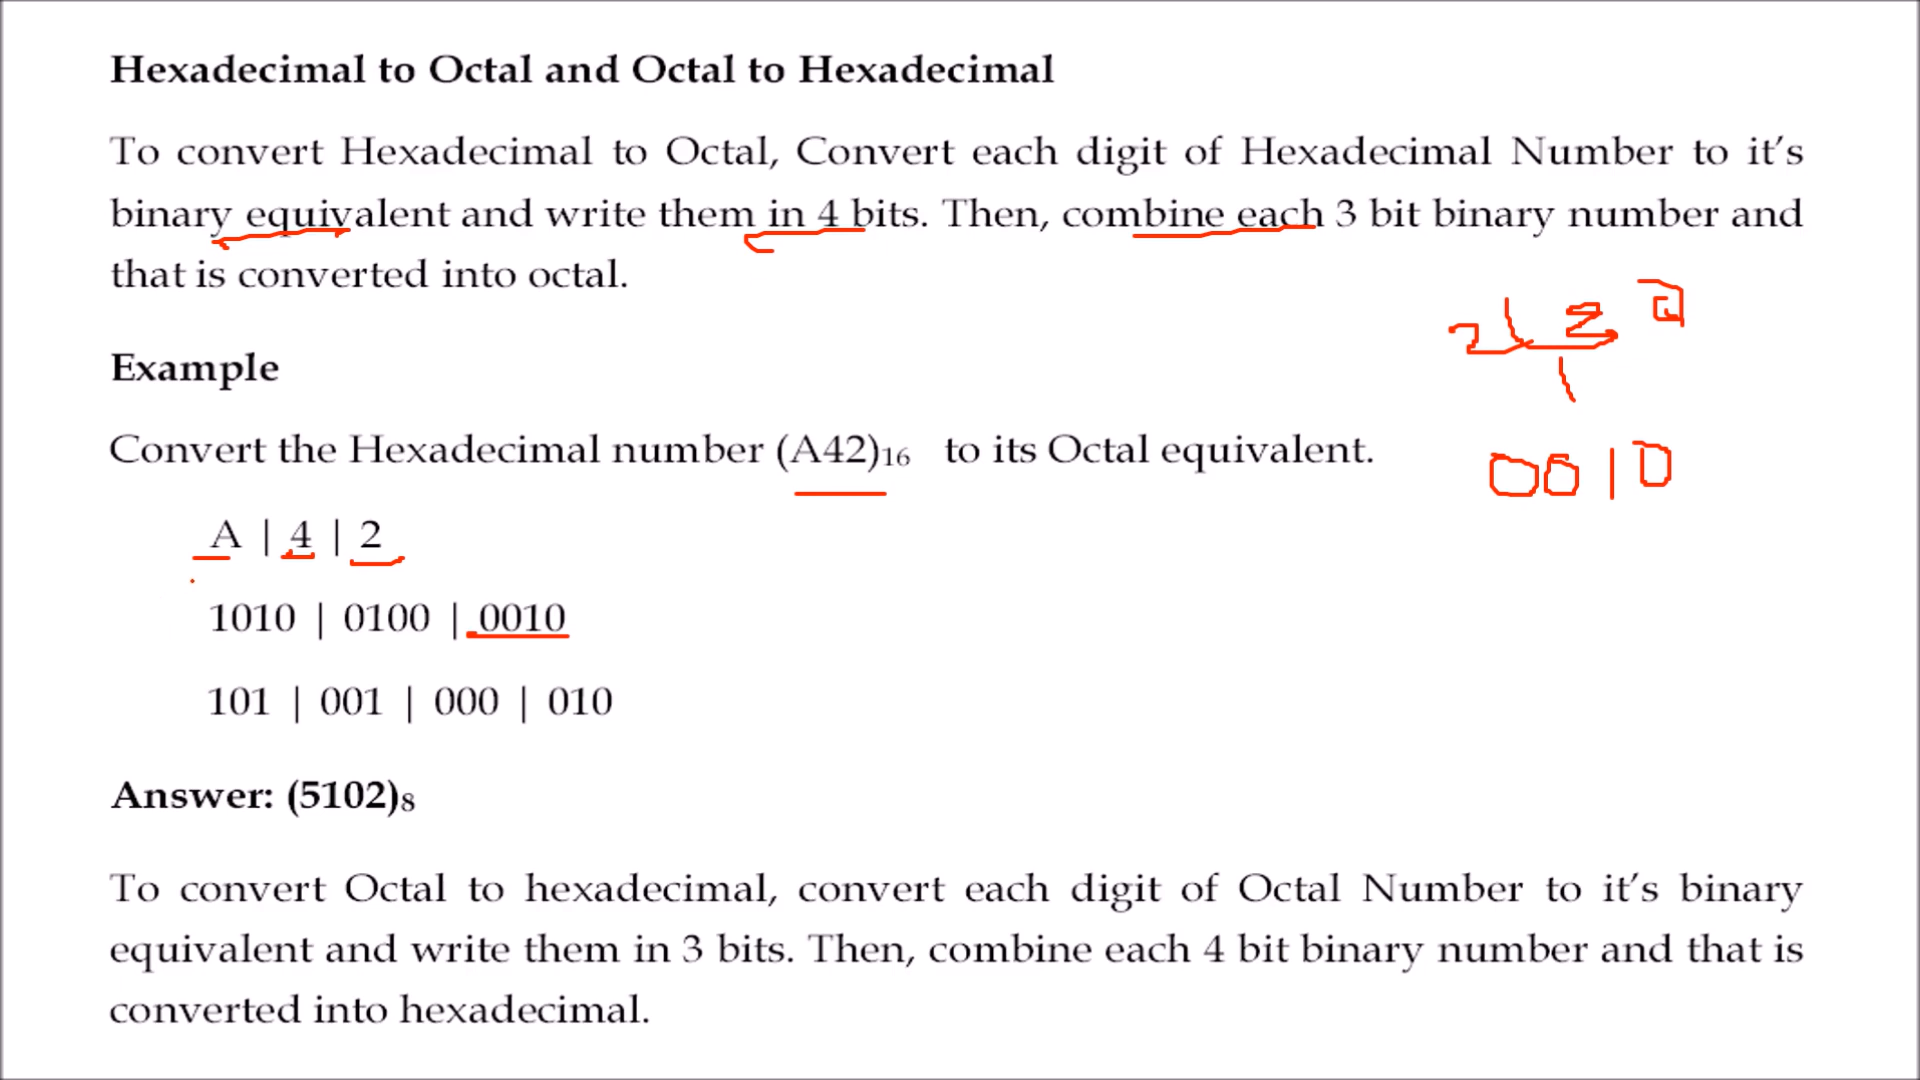 Hexadecimal to Octal and Octal to Hexadecimal
To convert Hexadecimal to Octal, Convert each digit of Hexadecimal Number to it's
binary equivalent and write them in 4 bits. Then, combine each 3 bit binary number and
that is converted into octal.
Example
Convert the Hexadecimal number (A42)₁₆ to its Octal equivalent.
0010
A | 4 | 2
1010 | 0100 | 0010
101 | 001 | 000 | 010
Answer: (5102)₈
To convert Octal to hexadecimal, convert each digit of Octal Number to it's binary
equivalent and write them in 3 bits. Then, combine each 4 bit binary number and that is
converted into hexadecimal.